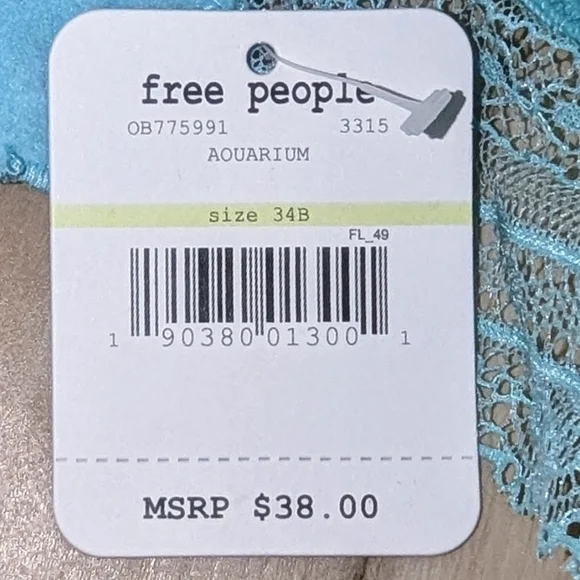 free people
OB775991 3315
AOUARIUM
size 34B
FL_49
1 90380 01300 1
MSRP $38.00